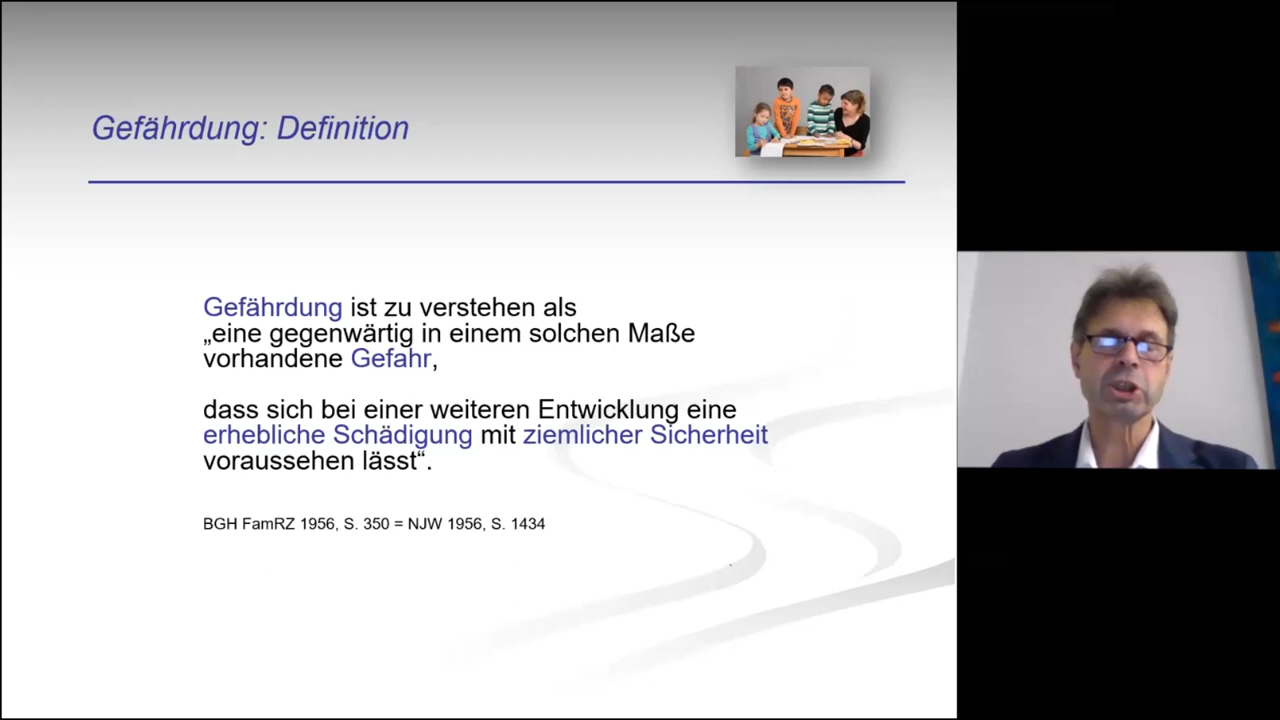 Gefährdung: Definition
Gefährdung ist zu verstehen als
„eine gegenwärtig in einem solchen Maße
vorhandene Gefahr,
dass sich bei einer weiteren Entwicklung eine
erhebliche Schädigung mit ziemlicher Sicherheit
voraussehen lässt“.
BGH FamRZ 1956, S. 350 = NJW 1956, S. 1434